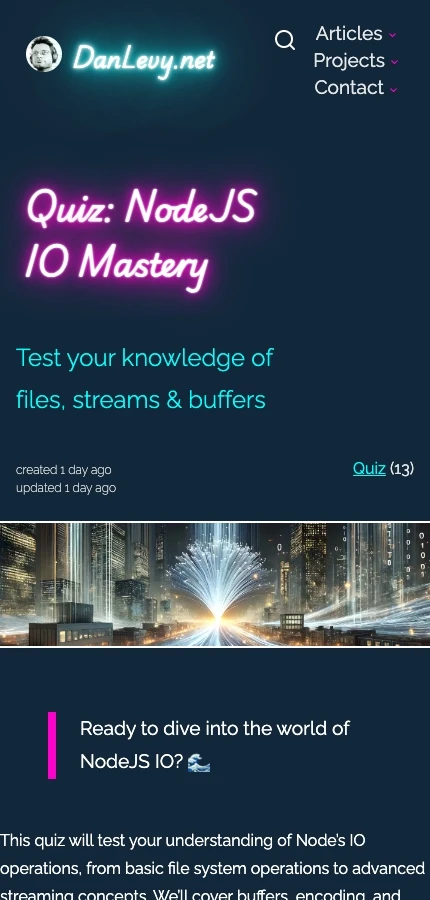 DanLevy.net
Articles
Projects
Contact
Quiz: NodeJS
IO Mastery
Test your knowledge of
files, streams & buffers
created 1 day ago
updated 1 day ago
Quiz (13)
Ready to dive into the world of
NodeJS IO? 🌊
This quiz will test your understanding of Node’s IO
operations, from basic file system operations to advanced
streaming concepts. We’ll cover buffers, encoding, and